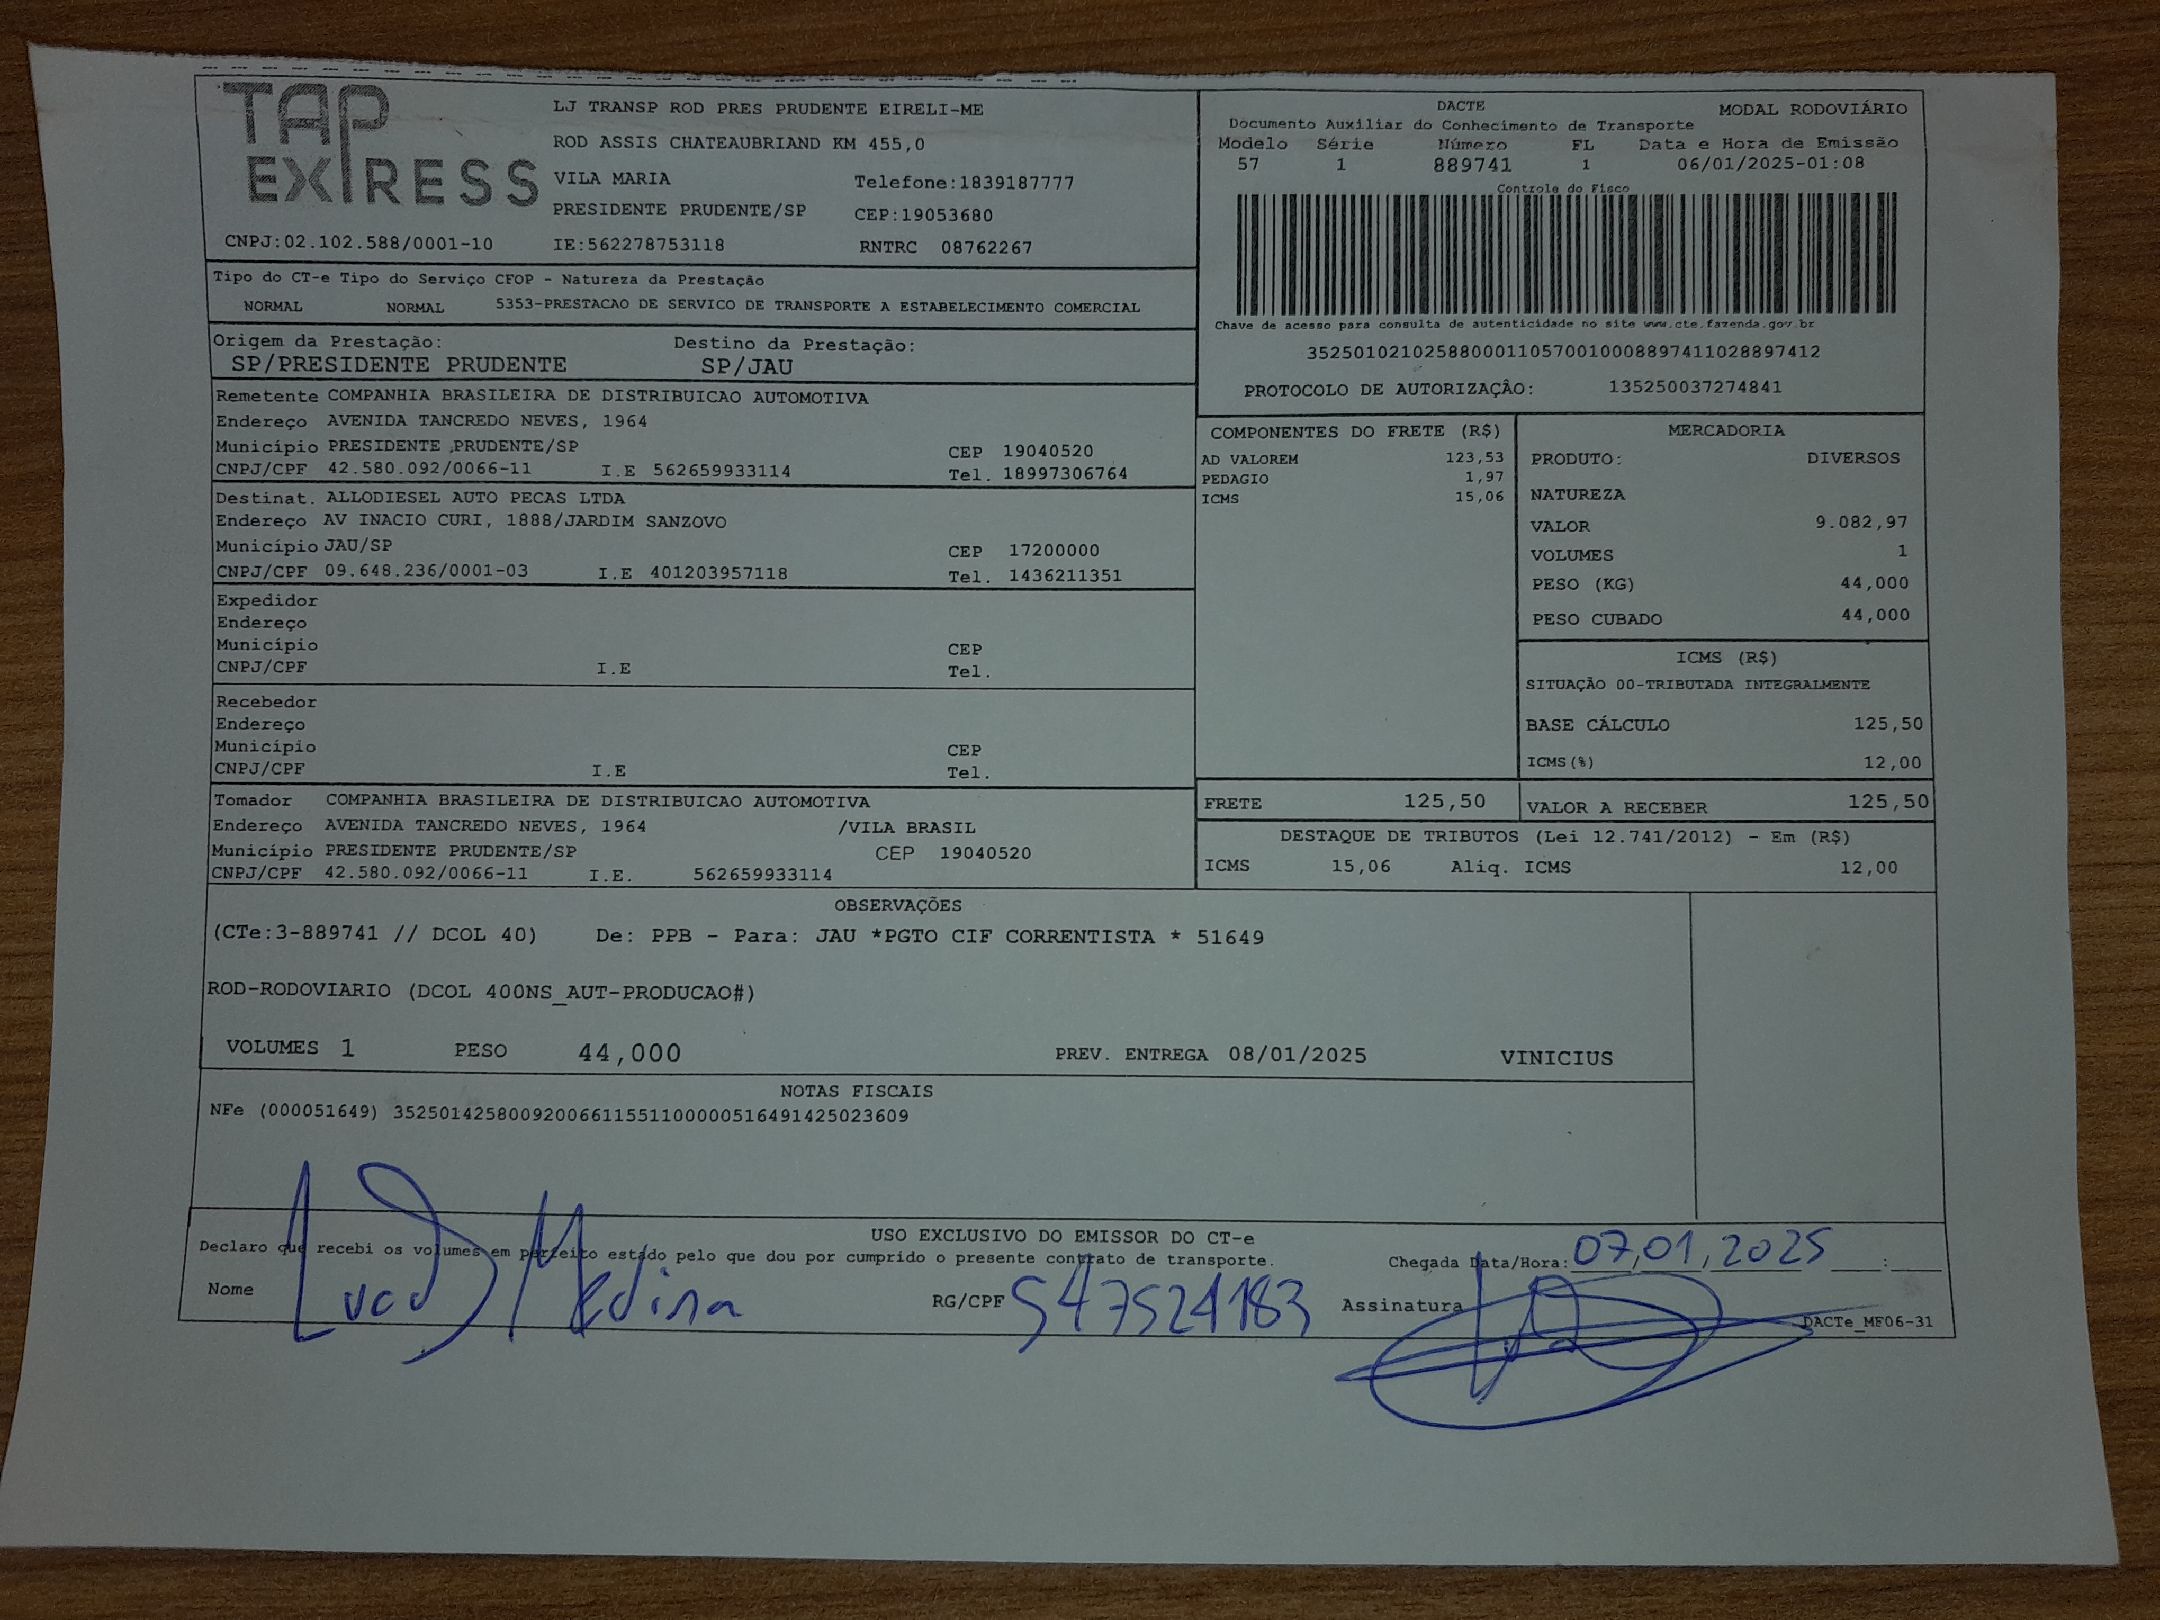 TAP EXPRESS
LJ TRANSP ROD PRES PRUDENTE EIRELI-ME
ROD ASSIS CHATEAUBRIAND KM 455,0
VILA MARIA Telefone:1839187777
PRESIDENTE PRUDENTE/SP CEP:19053680
CNPJ:02.102.588/0001-10 IE:562278753118 RNTRC 08762267
DACTE MODAL RODOVIÁRIO
Documento Auxiliar do Conhecimento de Transporte
Modelo Série Número FL Data e Hora de Emissão
57 1 889741 1 06/01/2025-01:08
Controle do Fisco
Chave de acesso para consulta de autenticidade no site www.cte.fazenda.gov.br
35250102102588000110570010008897411028897412
PROTOCOLO DE AUTORIZAÇÂO: 135250037274841
Tipo do CT-e Tipo do Serviço CFOP - Natureza da Prestação
NORMAL NORMAL 5353-PRESTACAO DE SERVICO DE TRANSPORTE A ESTABELECIMENTO COMERCIAL
Origem da Prestação: Destino da Prestação:
SP/PRESIDENTE PRUDENTE SP/JAU
Remetente COMPANHIA BRASILEIRA DE DISTRIBUICAO AUTOMOTIVA
Endereço AVENIDA TANCREDO NEVES, 1964
Município PRESIDENTE PRUDENTE/SP CEP 19040520
CNPJ/CPF 42.580.092/0066-11 I.E 562659933114 Tel. 18997306764
Destinat. ALLODIESEL AUTO PECAS LTDA
Endereço AV INACIO CURI, 1888/JARDIM SANZOVO
Município JAU/SP CEP 17200000
CNPJ/CPF 09.648.236/0001-03 I.E 401203957118 Tel. 1436211351
Expedidor
Endereço
Município CEP
CNPJ/CPF I.E Tel.
Recebedor
Endereço
Município CEP
CNPJ/CPF I.E Tel.
Tomador COMPANHIA BRASILEIRA DE DISTRIBUICAO AUTOMOTIVA
Endereço AVENIDA TANCREDO NEVES, 1964 /VILA BRASIL
Município PRESIDENTE PRUDENTE/SP CEP 19040520
CNPJ/CPF 42.580.092/0066-11 I.E. 562659933114
COMPONENTES DO FRETE (R$)
AD VALOREM 123,53
PEDAGIO 1,97
ICMS 15,06
MERCADORIA
PRODUTO: DIVERSOS
NATUREZA
VALOR 9.082,97
VOLUMES 1
PESO (KG) 44,000
PESO CUBADO 44,000
ICMS (R$)
SITUAÇÃO 00-TRIBUTADA INTEGRALMENTE
BASE CÁLCULO 125,50
ICMS(%) 12,00
FRETE 125,50 VALOR A RECEBER 125,50
DESTAQUE DE TRIBUTOS (Lei 12.741/2012) - Em (R$)
ICMS 15,06 Aliq. ICMS 12,00
OBSERVAÇÕES
(CTe:3-889741 // DCOL 40) De: PPB - Para: JAU *PGTO CIF CORRENTISTA * 51649
ROD-RODOVIARIO (DCOL 400NS_AUT-PRODUCAO#)
VOLUMES 1 PESO 44,000 PREV. ENTREGA 08/01/2025 VINICIUS
NOTAS FISCAIS
NFe (000051649) 35250142580092006611551100000516491425023609
USO EXCLUSIVO DO EMISSOR DO CT-e
Declaro que recebi os volumes em perfeito estado pelo que dou por cumprido o presente contrato de transporte. Chegada Data/Hora: 07,01,2025 :
Nome Medina RG/CPF 547524183 Assinatura
DACTe_MF06-31